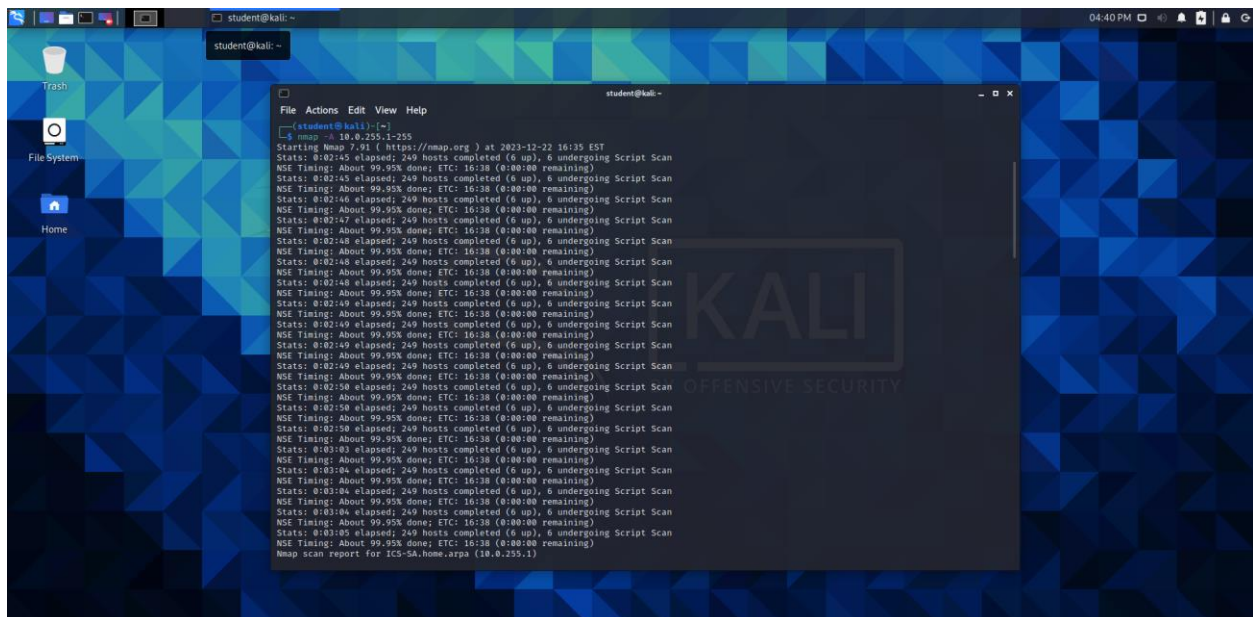 student@kali: ~
04:40 PM
student@kali: ~
Trash
File System
Home
student@kali: ~
File Actions Edit View Help
(student㉿kali)-[~]
$ nmap -A 10.0.255.1-255
Starting Nmap 7.91 ( https://nmap.org ) at 2023-12-22 16:35 EST
Stats: 0:02:45 elapsed; 249 hosts completed (6 up), 6 undergoing Script Scan
NSE Timing: About 99.95% done; ETC: 16:38 (0:00:00 remaining)
Stats: 0:02:45 elapsed; 249 hosts completed (6 up), 6 undergoing Script Scan
NSE Timing: About 99.95% done; ETC: 16:38 (0:00:00 remaining)
Stats: 0:02:46 elapsed; 249 hosts completed (6 up), 6 undergoing Script Scan
NSE Timing: About 99.95% done; ETC: 16:38 (0:00:00 remaining)
Stats: 0:02:47 elapsed; 249 hosts completed (6 up), 6 undergoing Script Scan
NSE Timing: About 99.95% done; ETC: 16:38 (0:00:00 remaining)
Stats: 0:02:48 elapsed; 249 hosts completed (6 up), 6 undergoing Script Scan
NSE Timing: About 99.95% done; ETC: 16:38 (0:00:00 remaining)
Stats: 0:02:48 elapsed; 249 hosts completed (6 up), 6 undergoing Script Scan
NSE Timing: About 99.95% done; ETC: 16:38 (0:00:00 remaining)
Stats: 0:02:48 elapsed; 249 hosts completed (6 up), 6 undergoing Script Scan
NSE Timing: About 99.95% done; ETC: 16:38 (0:00:00 remaining)
Stats: 0:02:49 elapsed; 249 hosts completed (6 up), 6 undergoing Script Scan
NSE Timing: About 99.95% done; ETC: 16:38 (0:00:00 remaining)
Stats: 0:02:49 elapsed; 249 hosts completed (6 up), 6 undergoing Script Scan
NSE Timing: About 99.95% done; ETC: 16:38 (0:00:00 remaining)
Stats: 0:02:49 elapsed; 249 hosts completed (6 up), 6 undergoing Script Scan
NSE Timing: About 99.95% done; ETC: 16:38 (0:00:00 remaining)
Stats: 0:02:49 elapsed; 249 hosts completed (6 up), 6 undergoing Script Scan
NSE Timing: About 99.95% done; ETC: 16:38 (0:00:00 remaining)
Stats: 0:02:50 elapsed; 249 hosts completed (6 up), 6 undergoing Script Scan
NSE Timing: About 99.95% done; ETC: 16:38 (0:00:00 remaining)
Stats: 0:02:50 elapsed; 249 hosts completed (6 up), 6 undergoing Script Scan
NSE Timing: About 99.95% done; ETC: 16:38 (0:00:00 remaining)
Stats: 0:02:50 elapsed; 249 hosts completed (6 up), 6 undergoing Script Scan
NSE Timing: About 99.95% done; ETC: 16:38 (0:00:00 remaining)
Stats: 0:03:03 elapsed; 249 hosts completed (6 up), 6 undergoing Script Scan
NSE Timing: About 99.95% done; ETC: 16:38 (0:00:00 remaining)
Stats: 0:03:04 elapsed; 249 hosts completed (6 up), 6 undergoing Script Scan
NSE Timing: About 99.95% done; ETC: 16:38 (0:00:00 remaining)
Stats: 0:03:04 elapsed; 249 hosts completed (6 up), 6 undergoing Script Scan
NSE Timing: About 99.95% done; ETC: 16:38 (0:00:00 remaining)
Stats: 0:03:04 elapsed; 249 hosts completed (6 up), 6 undergoing Script Scan
NSE Timing: About 99.95% done; ETC: 16:38 (0:00:00 remaining)
Stats: 0:03:05 elapsed; 249 hosts completed (6 up), 6 undergoing Script Scan
NSE Timing: About 99.95% done; ETC: 16:38 (0:00:00 remaining)
Nmap scan report for ICS-SA.home.arpa (10.0.255.1)
KALI
OFFENSIVE SECURITY